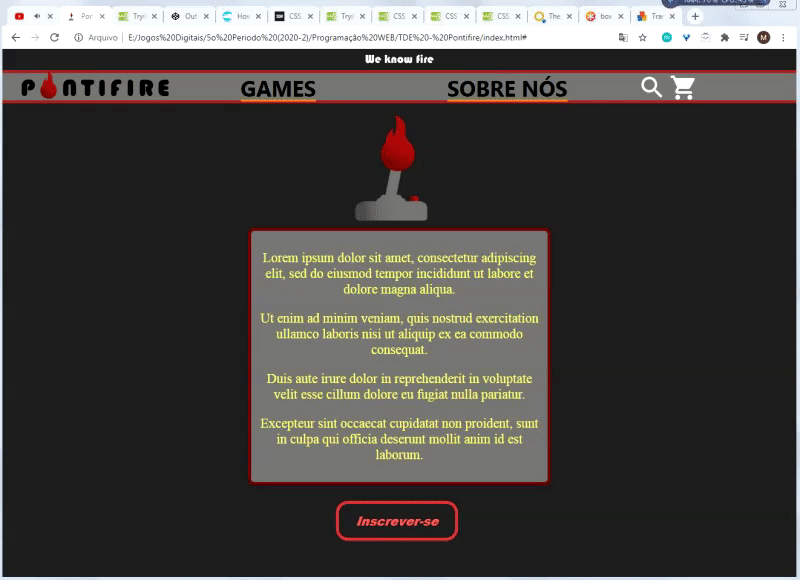 Por
Tryi
Out
How
CSS
Tryi
CSS
CSS
CSS
The
box
Trar
Arquivo | E:/Jogos%20Digitais/5o%20Periodo%20(2020-2)/Programação%20WEB/TDE%20-%20Pontifire/index.html#
We know fire
PONTIFIRE
GAMES
SOBRE NÓS
Lorem ipsum dolor sit amet, consectetur adipiscing
elit, sed do eiusmod tempor incididunt ut labore et
dolore magna aliqua.
Ut enim ad minim veniam, quis nostrud exercitation
ullamco laboris nisi ut aliquip ex ea commodo
consequat.
Duis aute irure dolor in reprehenderit in voluptate
velit esse cillum dolore eu fugiat nulla pariatur.
Excepteur sint occaecat cupidatat non proident, sunt
in culpa qui officia deserunt mollit anim id est
laborum.
Inscrever-se